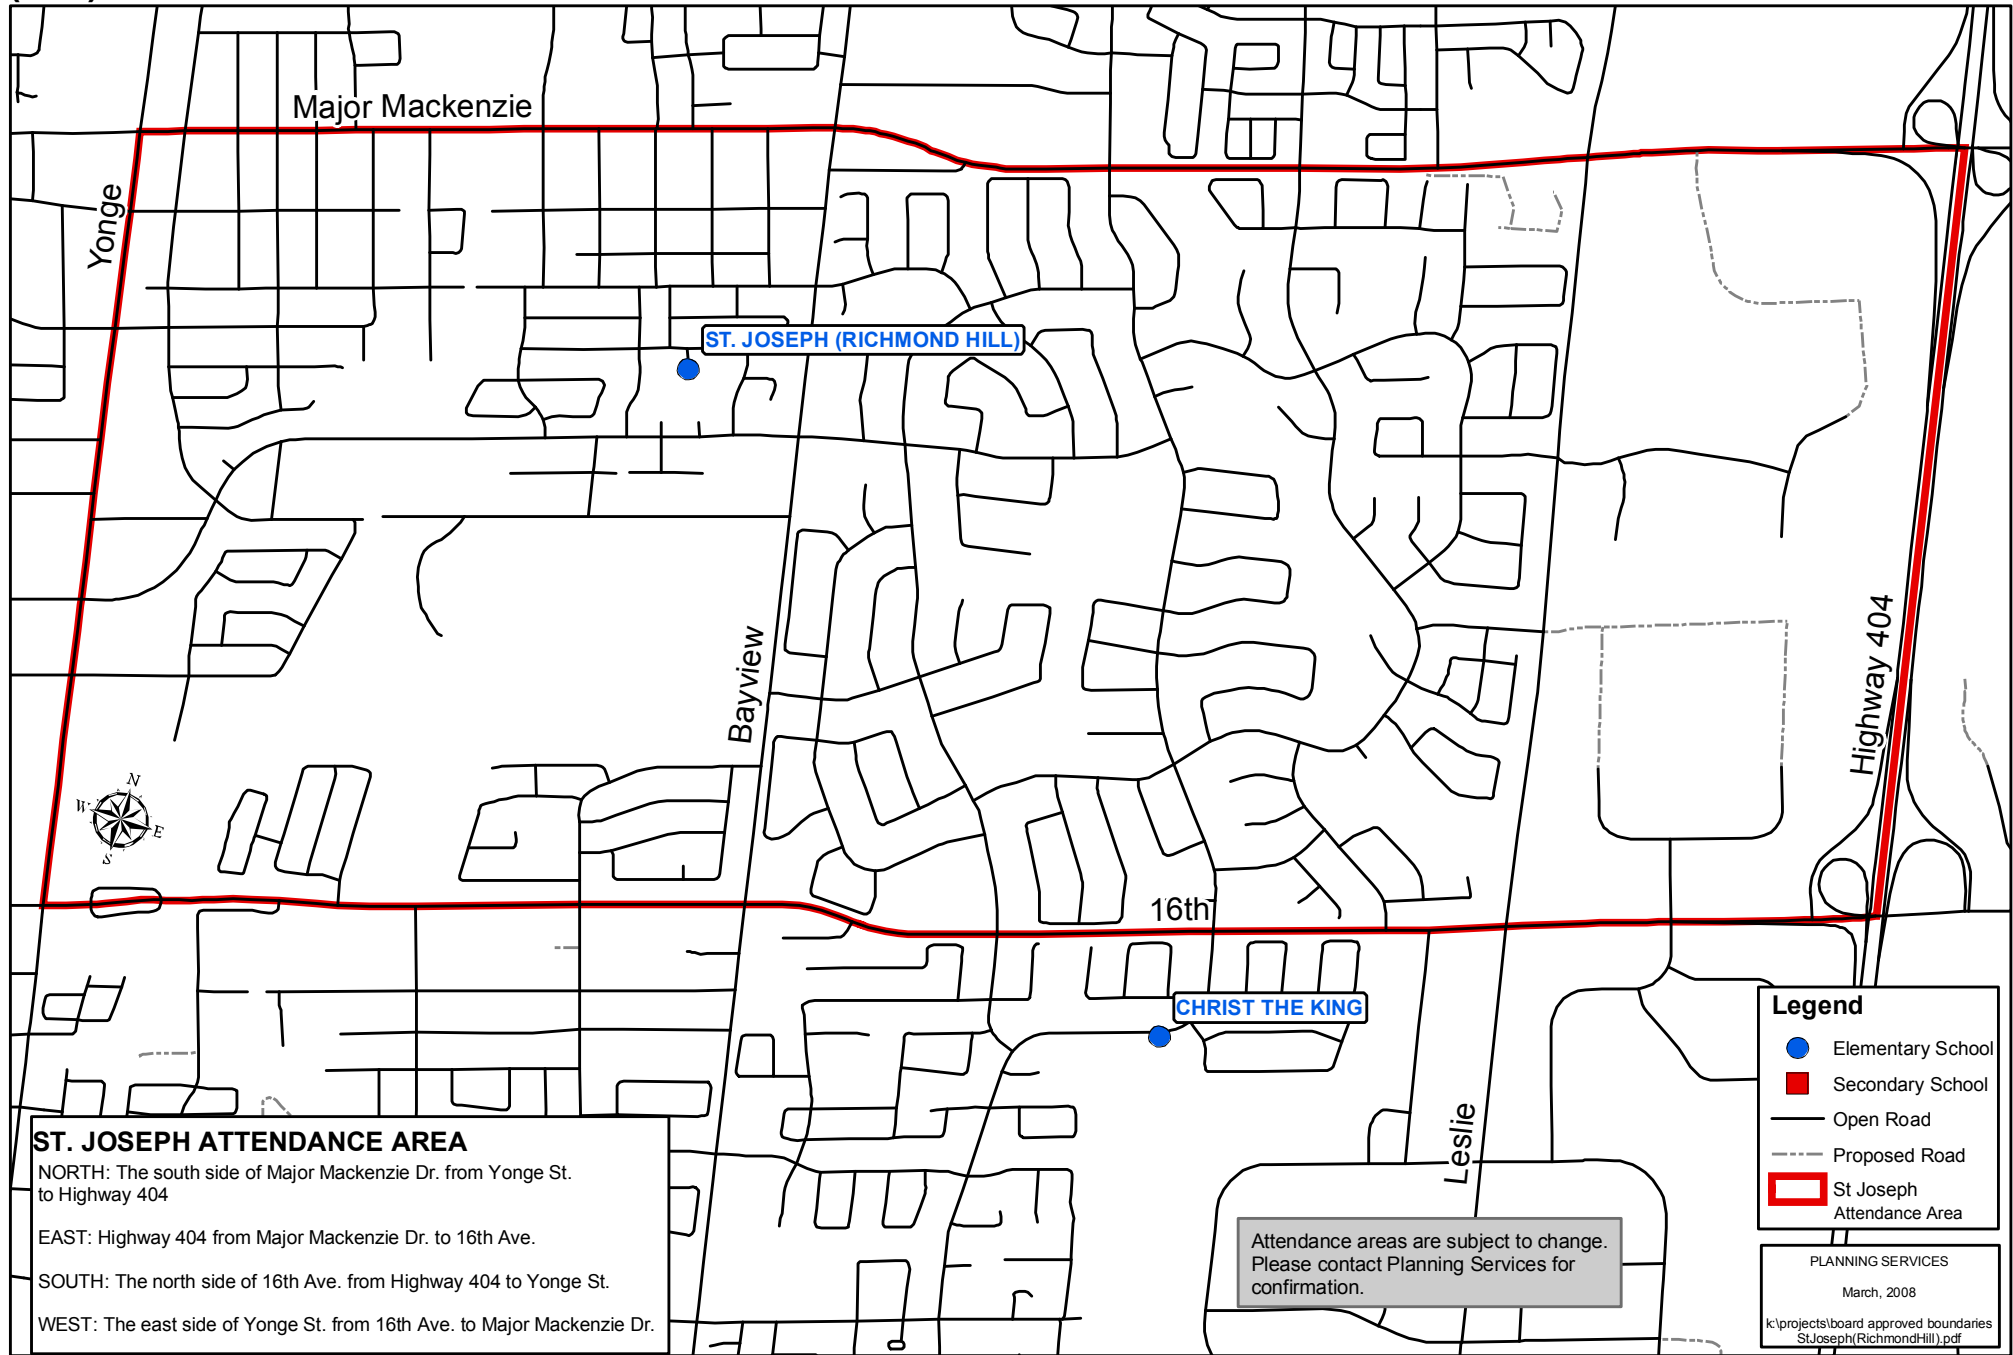 Major Mackenzie
Yonge
ST. JOSEPH (RICHMOND HILL)
Bayview
Highway 404
N
W
E
S
16th
CHRIST THE KING
Leslie
Legend
Elementary School
Secondary School
Open Road
Proposed Road
St Joseph
Attendance Area
ST. JOSEPH ATTENDANCE AREA
NORTH: The south side of Major Mackenzie Dr. from Yonge St.
to Highway 404
EAST: Highway 404 from Major Mackenzie Dr. to 16th Ave.
SOUTH: The north side of 16th Ave. from Highway 404 to Yonge St.
WEST: The east side of Yonge St. from 16th Ave. to Major Mackenzie Dr.
Attendance areas are subject to change.
Please contact Planning Services for
confirmation.
PLANNING SERVICES
March, 2008
k:\projects\board approved boundaries
StJoseph(RichmondHill).pdf